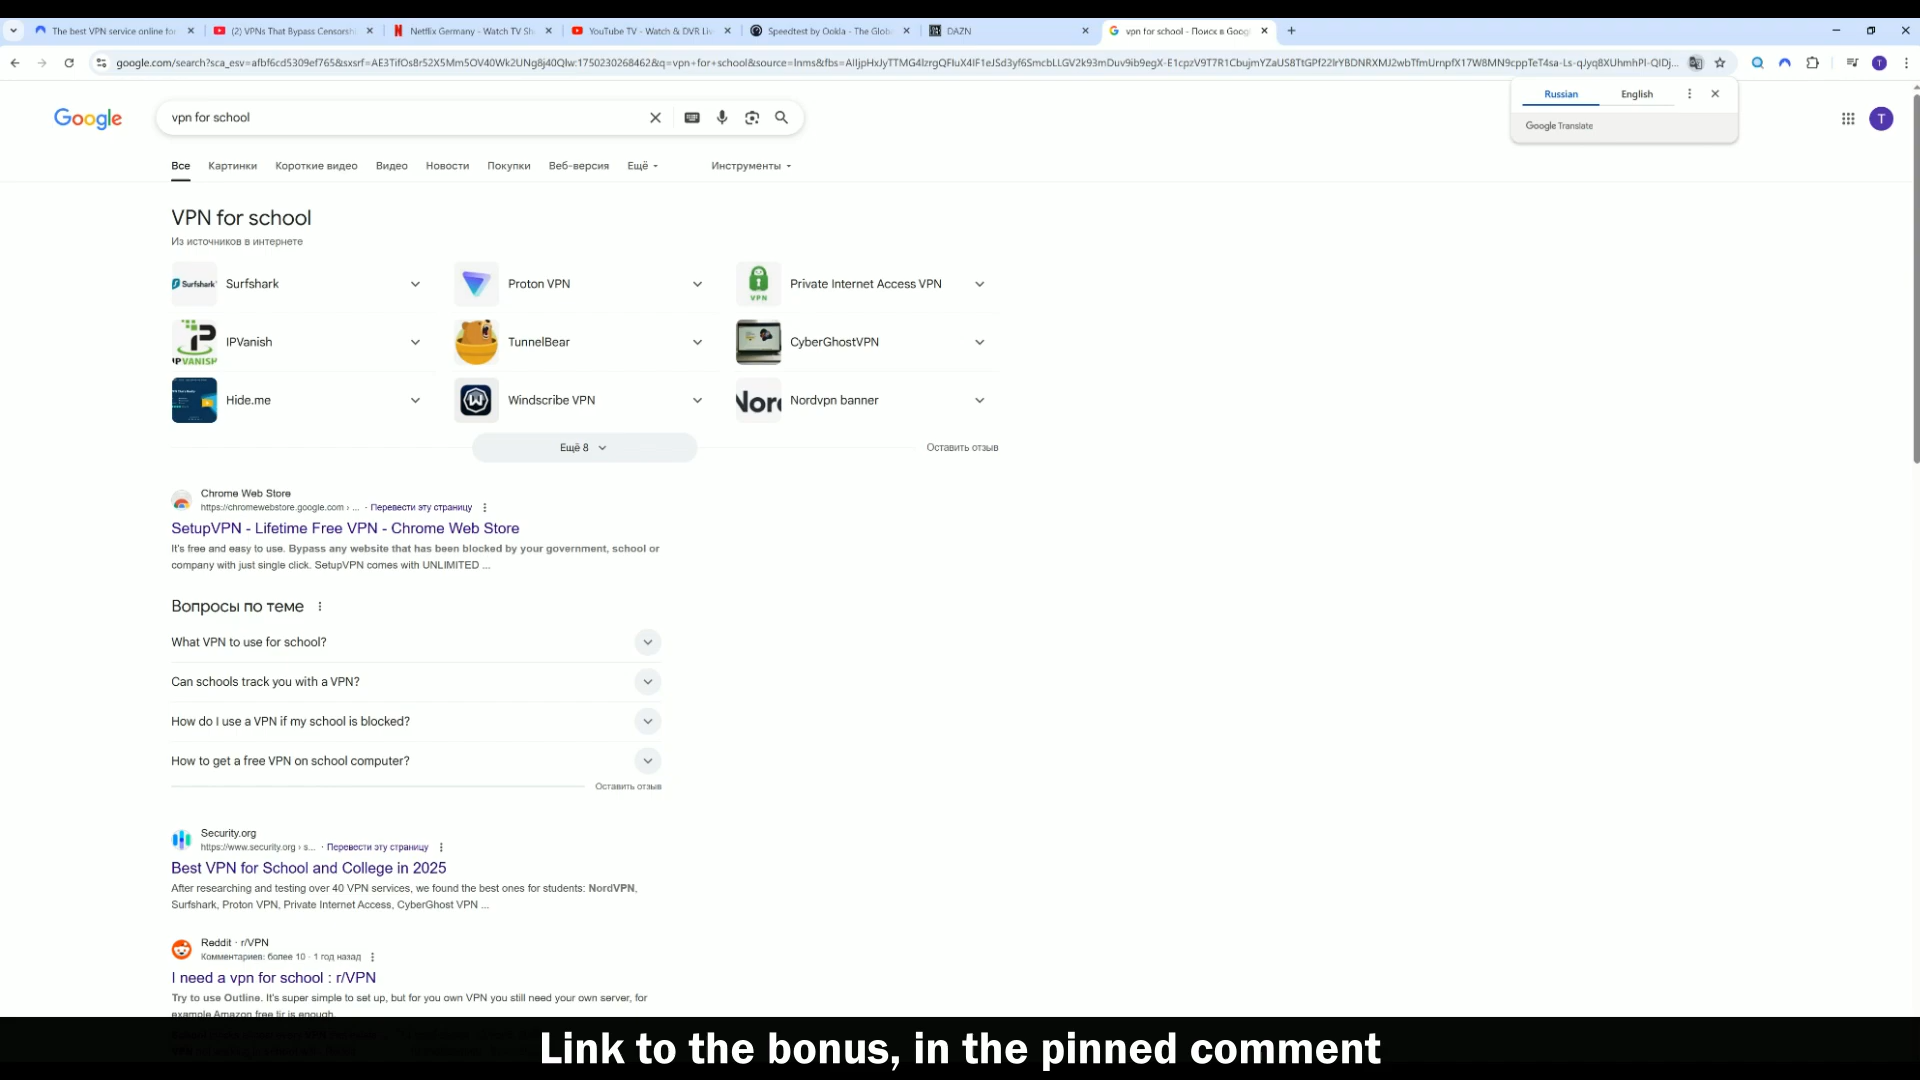 The best VPN service online for
(2) VPNs That Bypass Censorshi
Netflix Germany - Watch TV Sh
YouTube TV - Watch & DVR Liv
Speedtest by Ookla - The Glob
DAZN
vpn for school - Поиск в Goog
Russian
English
Google Translate
T
Google
vpn for school
T
Все
Картинки
Короткие видео
Видео
Новости
Покупки
Веб-версия
Ещё
Инструменты
VPN for school
Из источников в интернете
Surfshark
Surfshark
Proton VPN
VPN
Private Internet Access VPN
IPVANISH
IPVanish
TunnelBear
CyberGhostVPN
Hide.me
Windscribe VPN
Nor
Nordvpn banner
Ещё 8
Оставить отзыв
Chrome Web Store
https://chromewebstore.google.com › ... · Перевести эту страницу
SetupVPN - Lifetime Free VPN - Chrome Web Store
It's free and easy to use. Bypass any website that has been blocked by your government, school or
company with just single click. SetupVPN comes with UNLIMITED ...
Вопросы по теме
What VPN to use for school?
Can schools track you with a VPN?
How do I use a VPN if my school is blocked?
How to get a free VPN on school computer?
Оставить отзыв
Security.org
https://www.security.org › s... · Перевести эту страницу
Best VPN for School and College in 2025
After researching and testing over 40 VPN services, we found the best ones for students: NordVPN,
Surfshark, Proton VPN, Private Internet Access, CyberGhost VPN ...
Reddit · r/VPN
Комментариев: более 10 · 1 год назад
I need a vpn for school : r/VPN
Try to use Outline. It's super simple to set up, but for you own VPN you still need your own server, for
example Amazon free tir is enough.
Link to the bonus, in the pinned comment